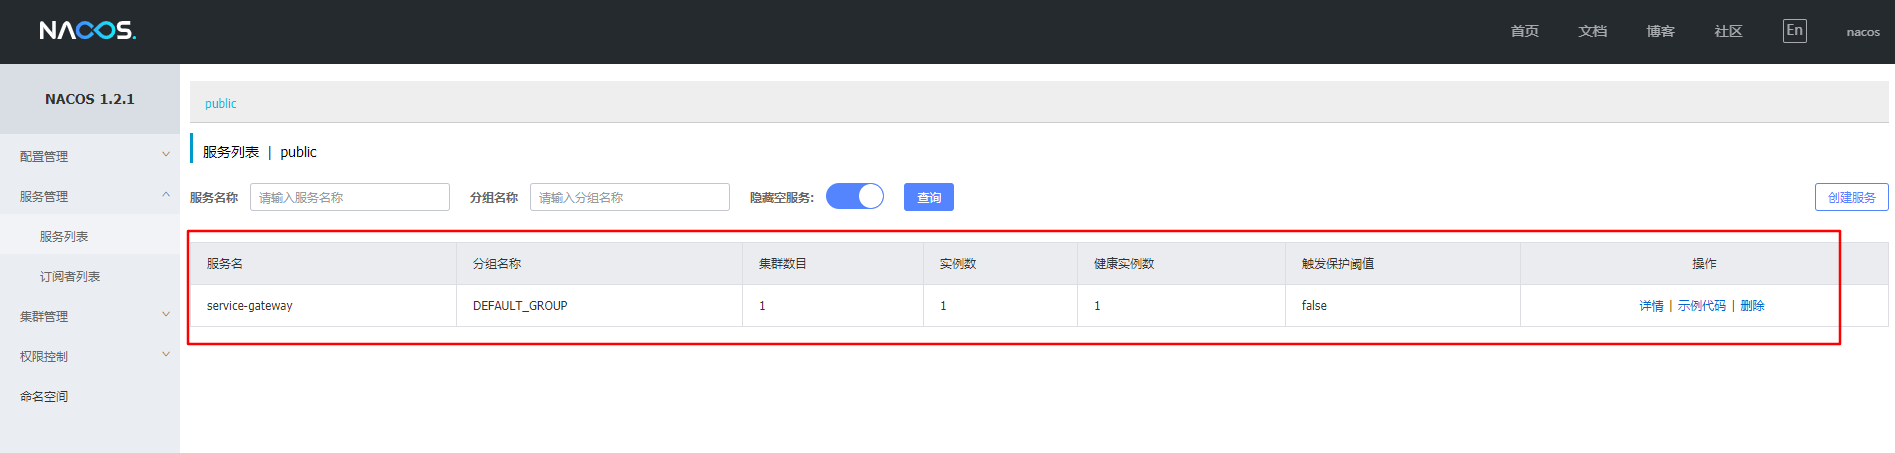 NACOS.
首页 文档 博客 社区 En nacos
NACOS 1.2.1
配置管理
服务管理
服务列表
订阅者列表
集群管理
权限控制
命名空间
public
服务列表 | public
服务名称 请输入服务名称 分组名称 请输入分组名称 隐藏空服务: 查询 创建服务
服务名 分组名称 集群数目 实例数 健康实例数 触发保护阈值 操作
service-gateway DEFAULT_GROUP 1 1 1 false 详情 | 示例代码 | 删除